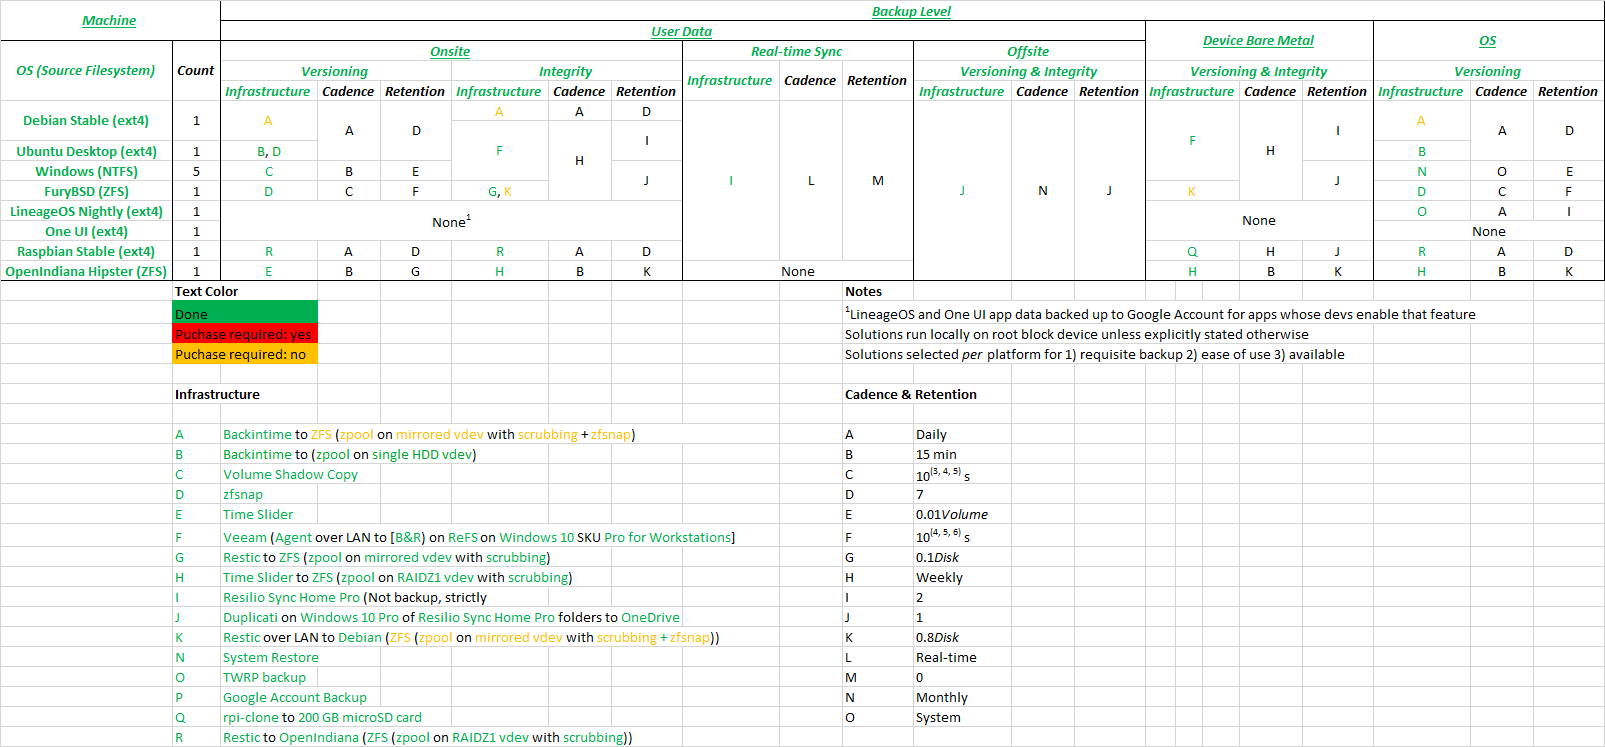 Machine Backup Level
User Data
Onsite Real-time Sync Offsite Device Bare Metal OS
OS (Source Filesystem) Count Versioning Integrity Infrastructure Cadence Retention Versioning & Integrity Versioning & Integrity Versioning
Infrastructure Cadence Retention Infrastructure Cadence Retention Infrastructure Cadence Retention Infrastructure Cadence Retention Infrastructure Cadence Retention
Debian Stable (ext4) 1 A A D A A D I L M J N J F H I A A D
Ubuntu Desktop (ext4) 1 B, D F H I B
Windows (NTFS) 5 C B E J J N O E
FuryBSD (ZFS) 1 D C F G, K K D C F
LineageOS Nightly (ext4) 1 None1 None O A I
One UI (ext4) 1 None
Raspbian Stable (ext4) 1 R A D R A D Q H J R A D
OpenIndiana Hipster (ZFS) 1 E B G H B K None H B K H B K
Text Color Notes
Done 1LineageOS and One UI app data backed up to Google Account for apps whose devs enable that feature
Puchase required: yes Solutions run locally on root block device unless explicitly stated otherwise
Puchase required: no Solutions selected per platform for 1) requisite backup 2) ease of use 3) available
Infrastructure Cadence & Retention
A Backintime to ZFS (zpool on mirrored vdev with scrubbing + zfsnap) A Daily
B Backintime to (zpool on single HDD vdev) B 15 min
C Volume Shadow Copy C 10(3, 4, 5) s
D zfsnap D 7
E Time Slider E 0.01Volume
F Veeam (Agent over LAN to [B&R) on ReFS on Windows 10 SKU Pro for Workstations] F 10(4, 5, 6) s
G Restic to ZFS (zpool on mirrored vdev with scrubbing) G 0.1Disk
H Time Slider to ZFS (zpool on RAIDZ1 vdev with scrubbing) H Weekly
I Resilio Sync Home Pro (Not backup, strictly I 2
J Duplicati on Windows 10 Pro of Resilio Sync Home Pro folders to OneDrive J 1
K Restic over LAN to Debian (ZFS (zpool on mirrored vdev with scrubbing + zfsnap)) K 0.8Disk
N System Restore L Real-time
O TWRP backup M 0
P Google Account Backup N Monthly
Q rpi-clone to 200 GB microSD card O System
R Restic to OpenIndiana (ZFS (zpool on RAIDZ1 vdev with scrubbing))